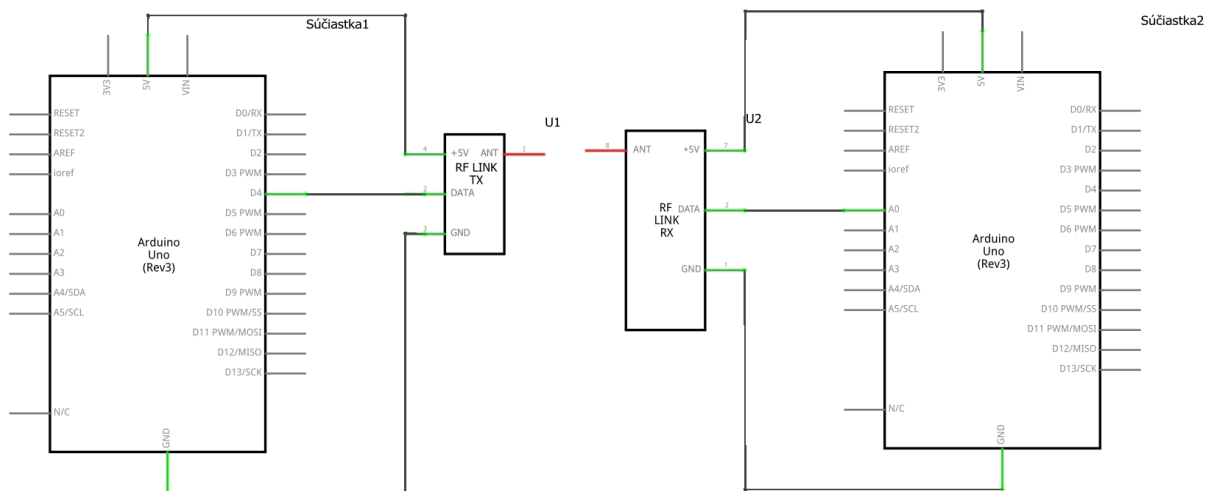 Súčiastka1
3V3
5V
VIN
RESET
RESET2
AREF
ioref
A0
A1
A2
A3
A4/SDA
A5/SCL
N/C
Arduino
Uno
(Rev3)
D0/RX
D1/TX
D2
D3 PWM
D4
D5 PWM
D6 PWM
D7
D8
D9 PWM
D10 PWM/SS
D11 PWM/MOSI
D12/MISO
D13/SCK
GND
U1
4
+5V
ANT
1
RF LINK
TX
2
DATA
3
GND
U2
8
ANT
+5V
7
RF
LINK
RX
DATA
2
GND
1
Súčiastka2
3V3
5V
VIN
RESET
RESET2
AREF
ioref
A0
A1
A2
A3
A4/SDA
A5/SCL
N/C
Arduino
Uno
(Rev3)
D0/RX
D1/TX
D2
D3 PWM
D4
D5 PWM
D6 PWM
D7
D8
D9 PWM
D10 PWM/SS
D11 PWM/MOSI
D12/MISO
D13/SCK
GND